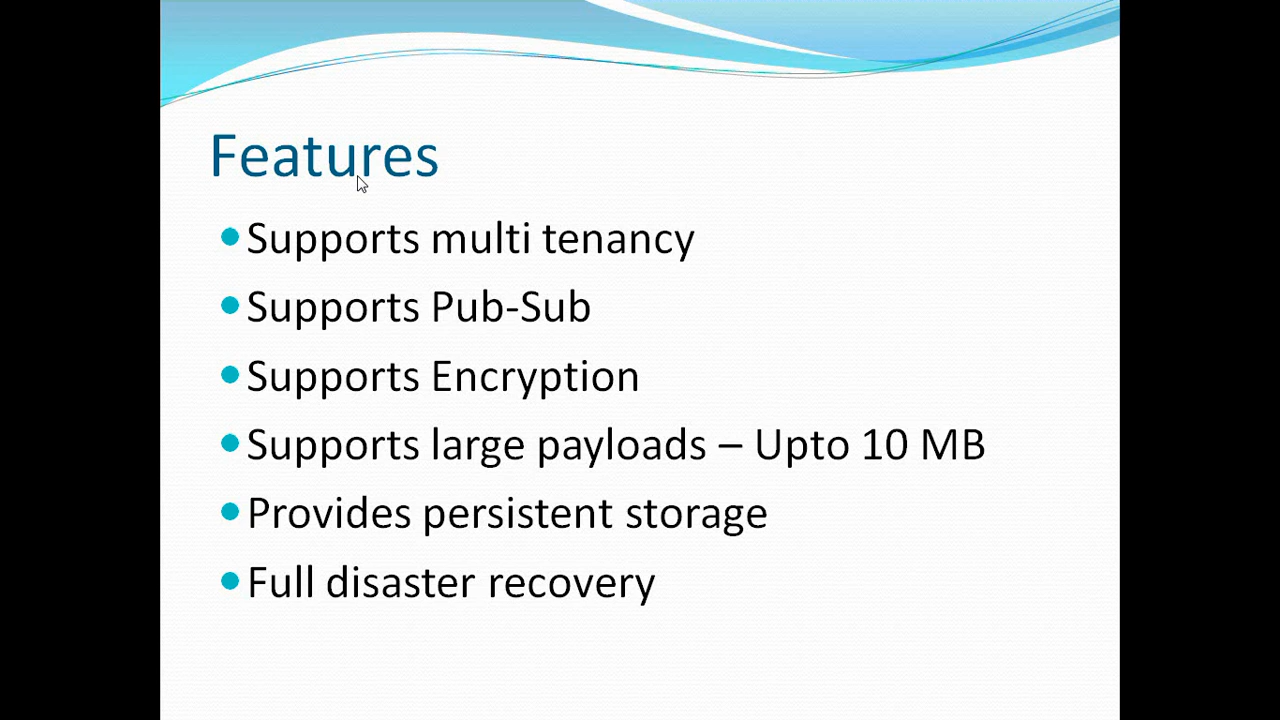 Features
Supports multi tenancy
Supports Pub-Sub
Supports Encryption
Supports large payloads – Upto 10 MB
Provides persistent storage
Full disaster recovery